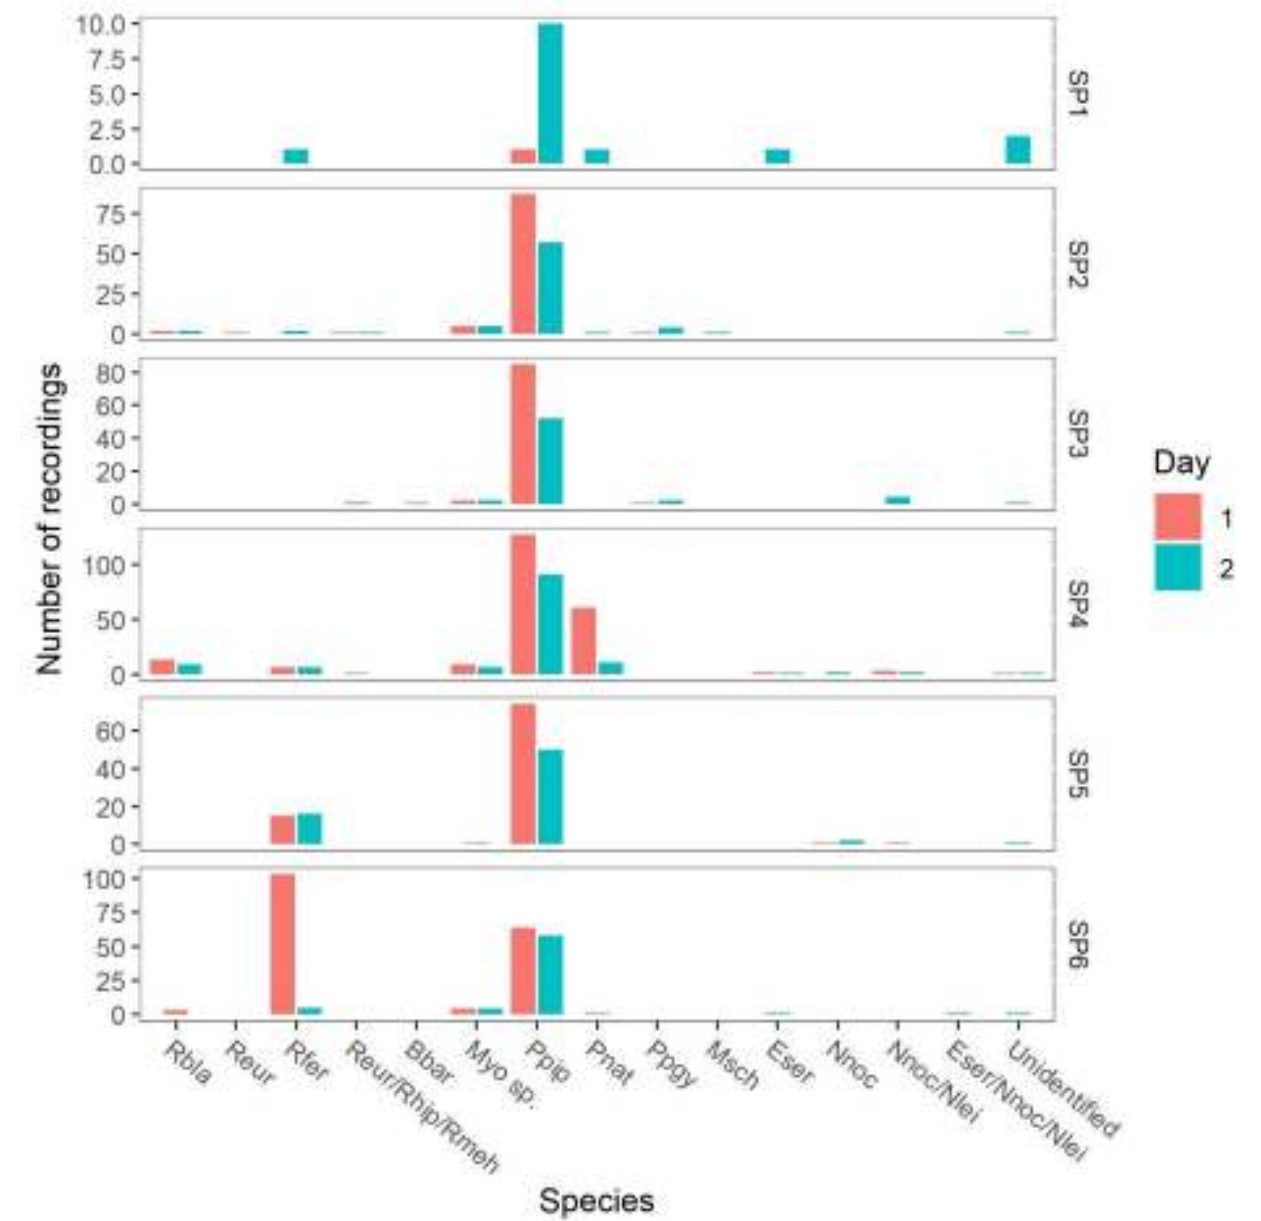 10.0
7.5
5.0
2.5
0.0
SP1
75
50
25
0
SP2
80
60
40
20
0
SP3
100
50
0
SP4
60
40
20
0
SP5
100
75
50
25
0
SP6
Number of recordings
Day
1
2
Rbla
Reur
Rfer
Reur/Rhip/Rmeh
Bbar
Myo sp.
Ppip
Pnat
Ppgy
Msch
Eser
Nnoc
Nnoc/Nlei
Eser/Nnoc/Nlei
Unidentified
Species